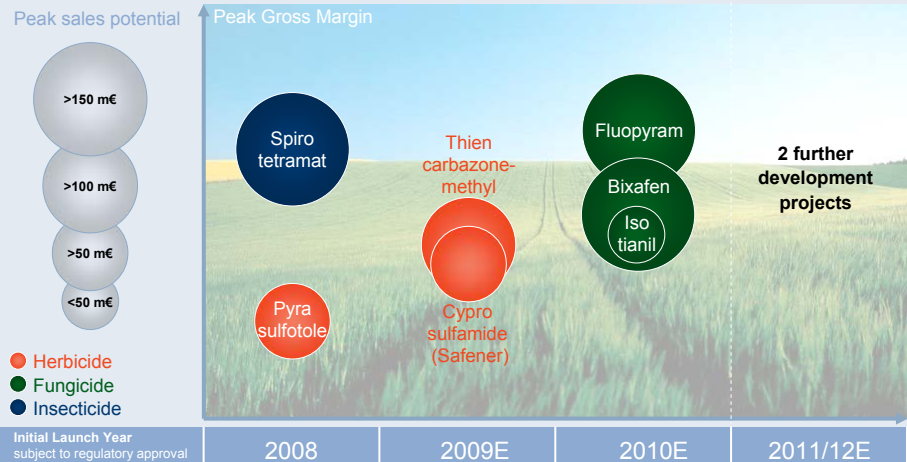 Peak sales potential
>150 m€
>100 m€
>50 m€
<50 m€
Herbicide
Fungicide
Insecticide
Peak Gross Margin
Spiro
tetramat
Pyra
sulfotole
Thien
carbazone-
methyl
Cypro
sulfamide
(Safener)
Fluopyram
Bixafen
Iso
tianil
2 further
development
projects
Initial Launch Year
subject to regulatory approval
2008
2009E
2010E
2011/12E